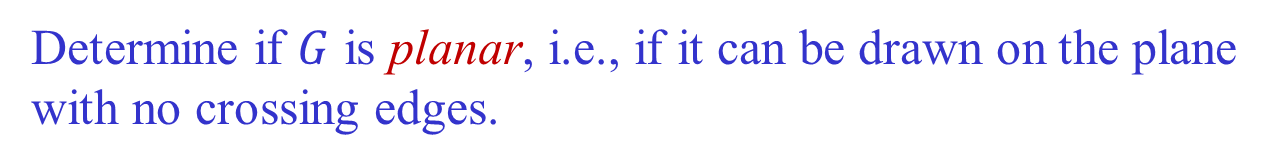 Determine if G is planar, i.e., if it can be drawn on the plane
with no crossing edges.